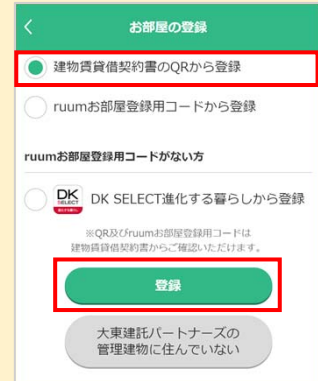 お部屋の登録
建物賃貸借契約書のQRから登録
ruumお部屋登録用コードから登録
ruumお部屋登録用コードがない方
DK
SELECT
DK SELECT進化する暮らしから登録
※QR及びruumお部屋登録用コードは
建物賃貸借契約書からご確認いただけます。
登録
大東建託パートナーズの
管理建物に住んでいない